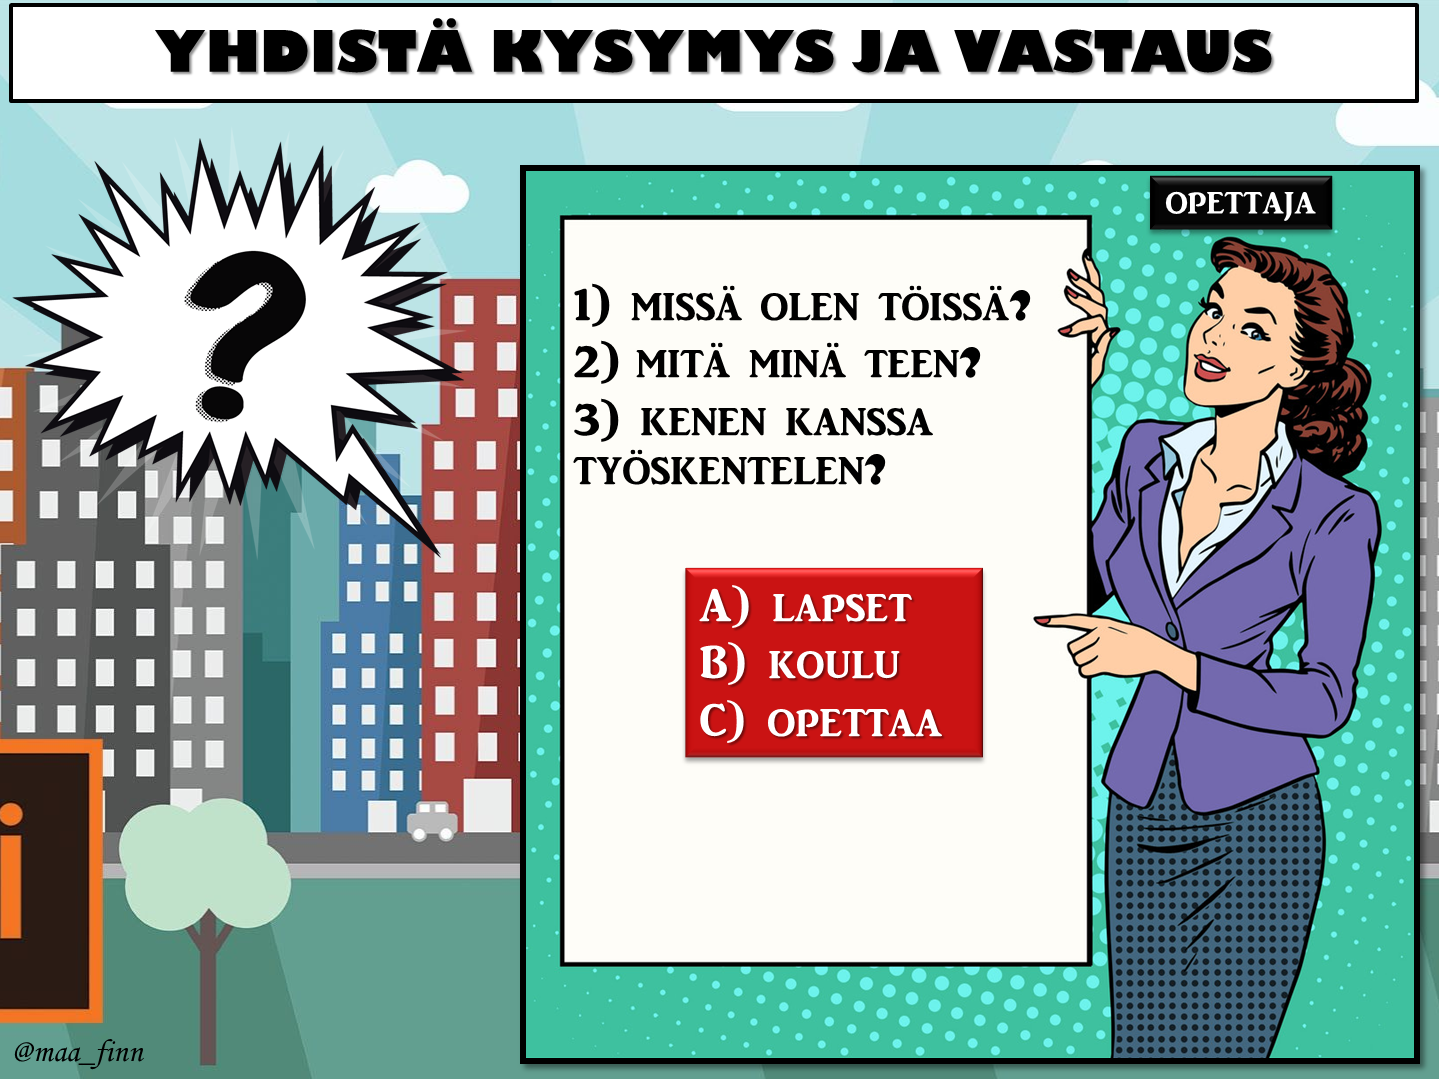 YHDISTÄ KYSYMYS JA VASTAUS
?
OPETTAJA
1) MISSÄ OLEN TÖISSÄ?
2) MITÄ MINÄ TEEN?
3) KENEN KANSSA
TYÖSKENTELEN?
A) LAPSET
B) KOULU
C) OPETTAA
i
@maa_finn